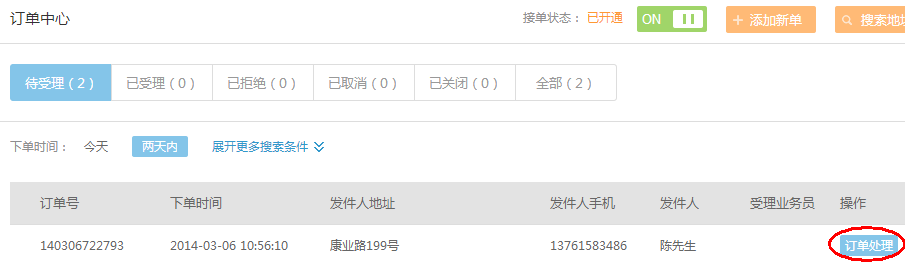 订单中心 接单状态： 已开通 ON 添加新单 搜索地址
待受理（2） 已受理（0） 已拒绝（0） 已取消（0） 已关闭（0） 全部（2）
下单时间： 今天 两天内 展开更多搜索条件
订单号 下单时间 发件人地址 发件人手机 发件人 受理业务员 操作
140306722793 2014-03-06 10:56:10 康业路199号 13761583486 陈先生 订单处理